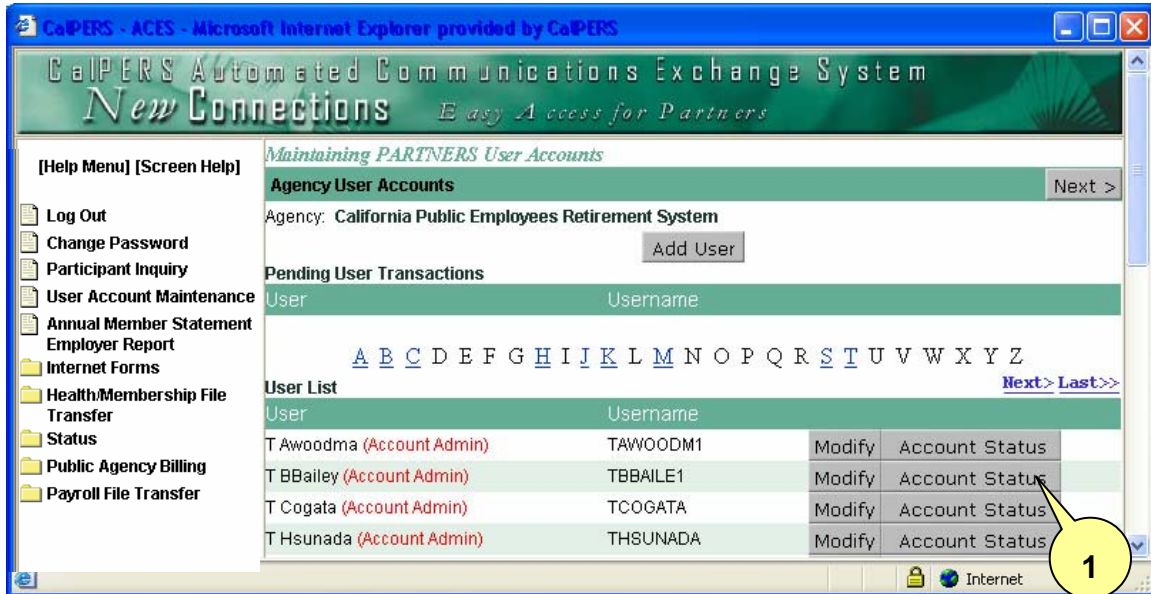 CalPERS - ACES - Microsoft Internet Explorer provided by CalPERS
CalPERS Automated Communications Exchange System
New Connections Easy Access for Partners
[Help Menu] [Screen Help]
Log Out
Change Password
Participant Inquiry
User Account Maintenance
Annual Member Statement
Employer Report
Internet Forms
Health/Membership File
Transfer
Status
Public Agency Billing
Payroll File Transfer
Maintaining PARTNERS User Accounts
Agency User Accounts Next >
Agency: California Public Employees Retirement System
Add User
Pending User Transactions
User Username
A B C D E F G H I J K L M N O P Q R S T U V W X Y Z
User List Next> Last>>
User Username
T Awoodma (Account Admin) TAWOODM1 Modify Account Status
T BBailey (Account Admin) TBBAILE1 Modify Account Status
T Cogata (Account Admin) TCOGATA Modify Account Status
T Hsunada (Account Admin) THSUNADA Modify Account Status
1
Internet